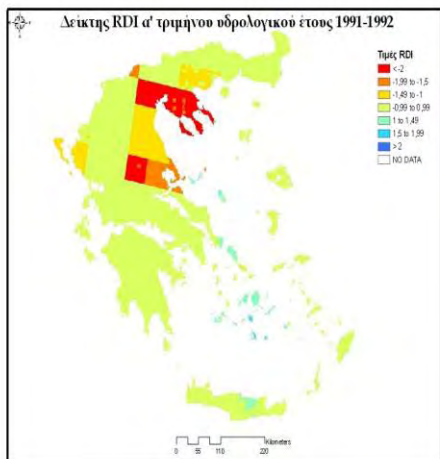 Δείκτης RDI α' τριμήνου υδρολογικού έτους 1991-1992
Τιμές RDI
< -2
-1,99 to -1,5
-1,49 to -1
-0,99 to 0,99
1 to 1,49
1,5 to 1,99
> 2
NO DATA
Kilometers
0 55 110 220